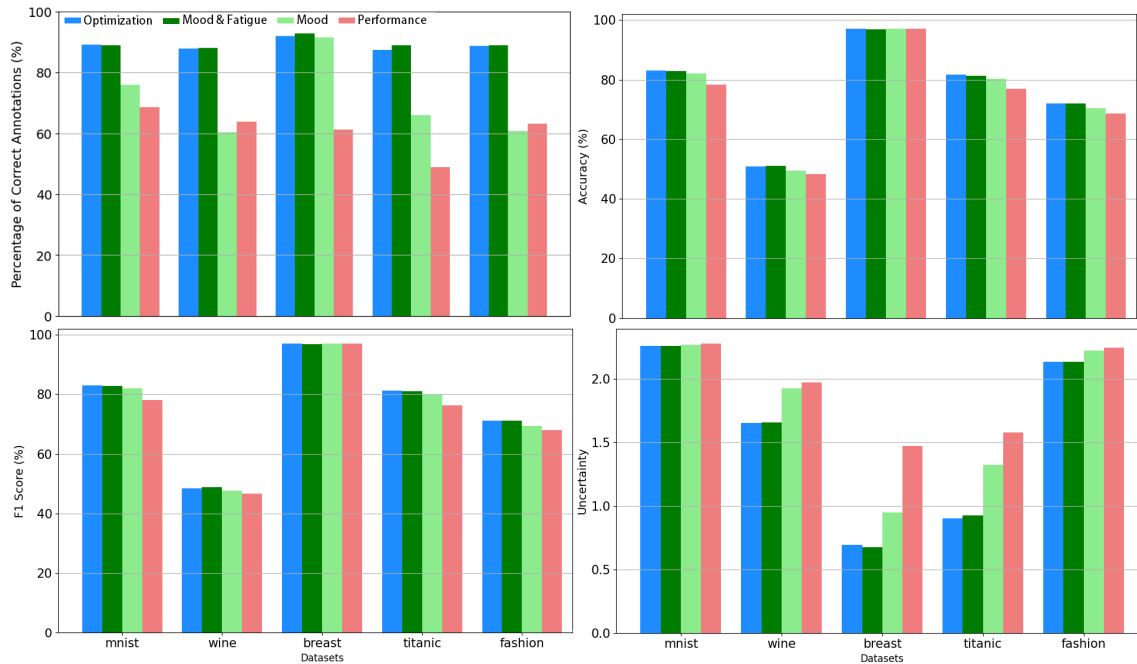 Optimization Mood & Fatigue Mood Performance
Percentage of Correct Annotations (%)
100
80
60
40
20
0
Accuracy (%)
100
80
60
40
20
0
F1 Score (%)
100
80
60
40
20
0
mnist wine breast titanic fashion
Datasets
Uncertainty
2.0
1.5
1.0
0.5
0.0
mnist wine breast titanic fashion
Datasets